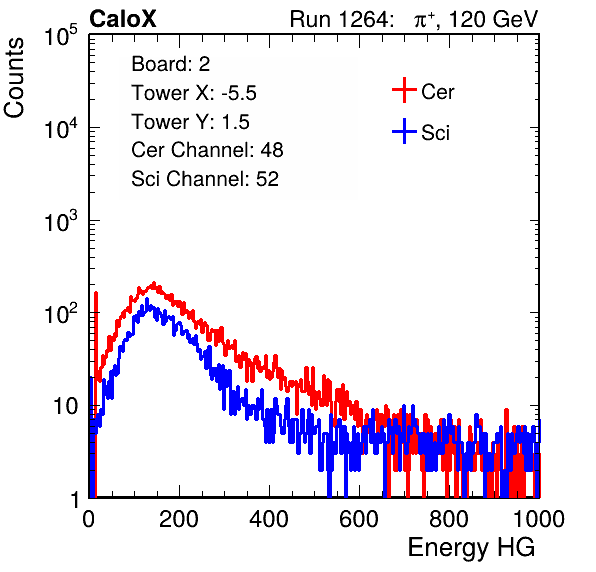 CaloX Run 1264: π⁺, 120 GeV
Counts
Board: 2
Tower X: -5.5
Tower Y: 1.5
Cer Channel: 48
Sci Channel: 52
Cer
Sci
10⁵
10⁴
10³
10²
10
1
0 200 400 600 800 1000
Energy HG